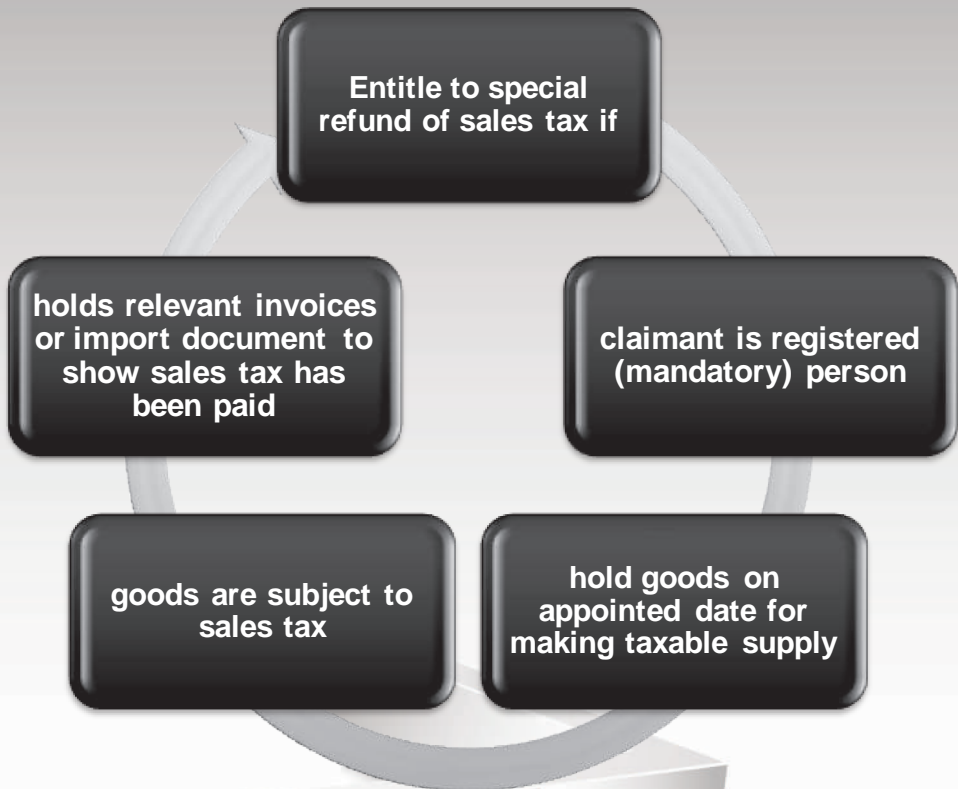 Entitle to special
refund of sales tax if
claimant is registered
(mandatory) person
hold goods on
appointed date for
making taxable supply
goods are subject to
sales tax
holds relevant invoices
or import document to
show sales tax has
been paid